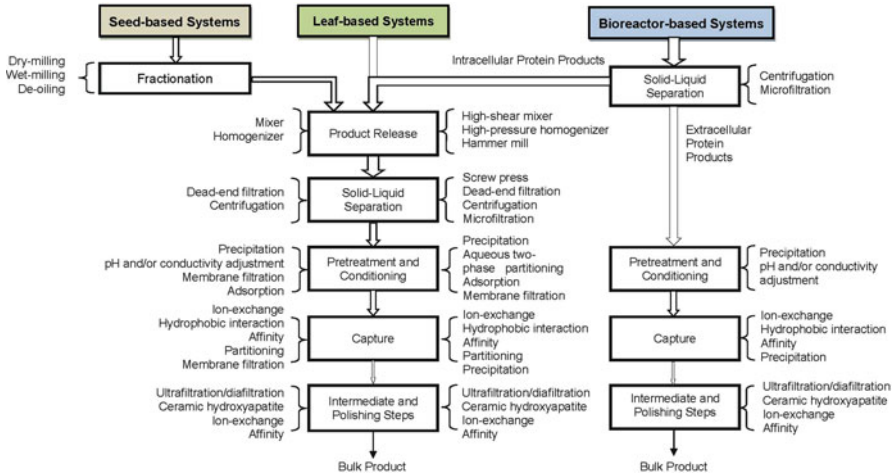 Seed-based Systems
Leaf-based Systems
Bioreactor-based Systems
Dry-milling
Wet-milling
De-oiling
Fractionation
Intracellular Protein Products
Solid-Liquid
Separation
Centrifugation
Microfiltration
Mixer
Homogenizer
Product Release
High-shear mixer
High-pressure homogenizer
Hammer mill
Extracellular
Protein
Products
Dead-end filtration
Centrifugation
Solid-Liquid
Separation
Screw press
Dead-end filtration
Centrifugation
Microfiltration
Precipitation
pH and/or conductivity adjustment
Membrane filtration
Adsorption
Pretreatment and
Conditioning
Precipitation
Aqueous two-
phase partitioning
Adsorption
Membrane filtration
Pretreatment and
Conditioning
Precipitation
pH and/or conductivity
adjustment
Ion-exchange
Hydrophobic interaction
Affinity
Partitioning
Membrane filtration
Capture
Ion-exchange
Hydrophobic interaction
Affinity
Partitioning
Precipitation
Capture
Ion-exchange
Hydrophobic interaction
Affinity
Precipitation
Ultrafiltration/diafiltration
Ceramic hydroxyapatite
Ion-exchange
Affinity
Intermediate and
Polishing Steps
Ultrafiltration/diafiltration
Ceramic hydroxyapatite
Ion-exchange
Affinity
Intermediate and
Polishing Steps
Ultrafiltration/diafiltration
Ceramic hydroxyapatite
Ion-exchange
Affinity
Bulk Product
Bulk Product